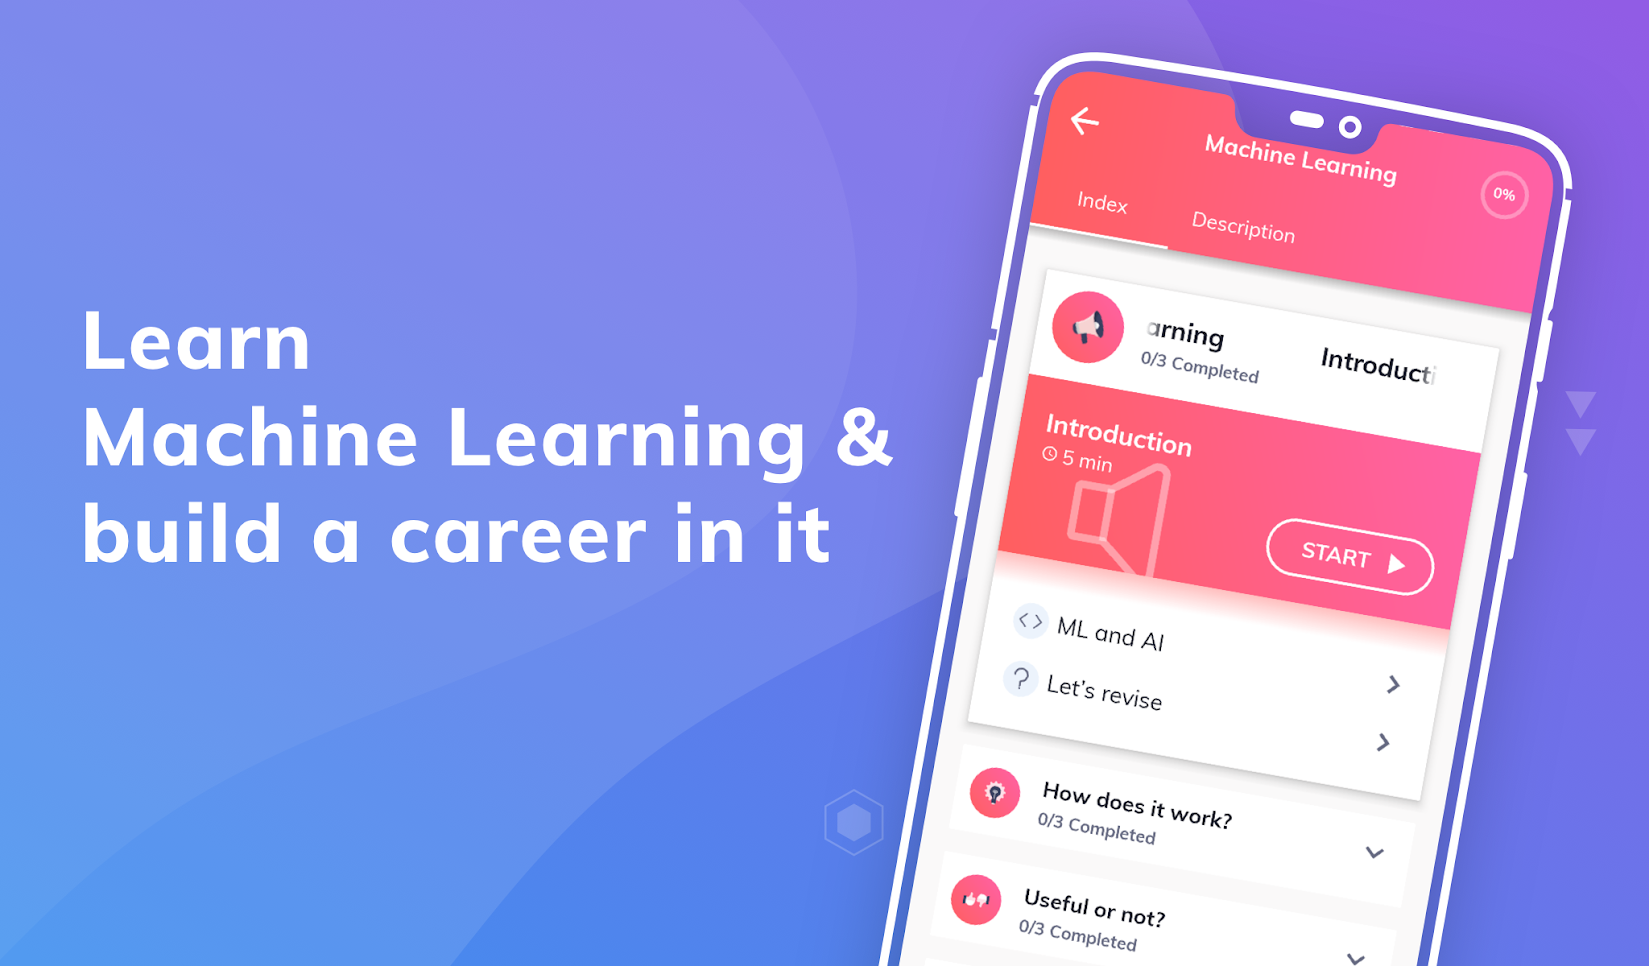 Learn
Machine Learning &
build a career in it
Machine Learning
0%
Index
Description
arning
Introducti
0/3 Completed
Introduction
5 min
START
ML and AI
Let's revise
How does it work?
0/3 Completed
Useful or not?
0/3 Completed